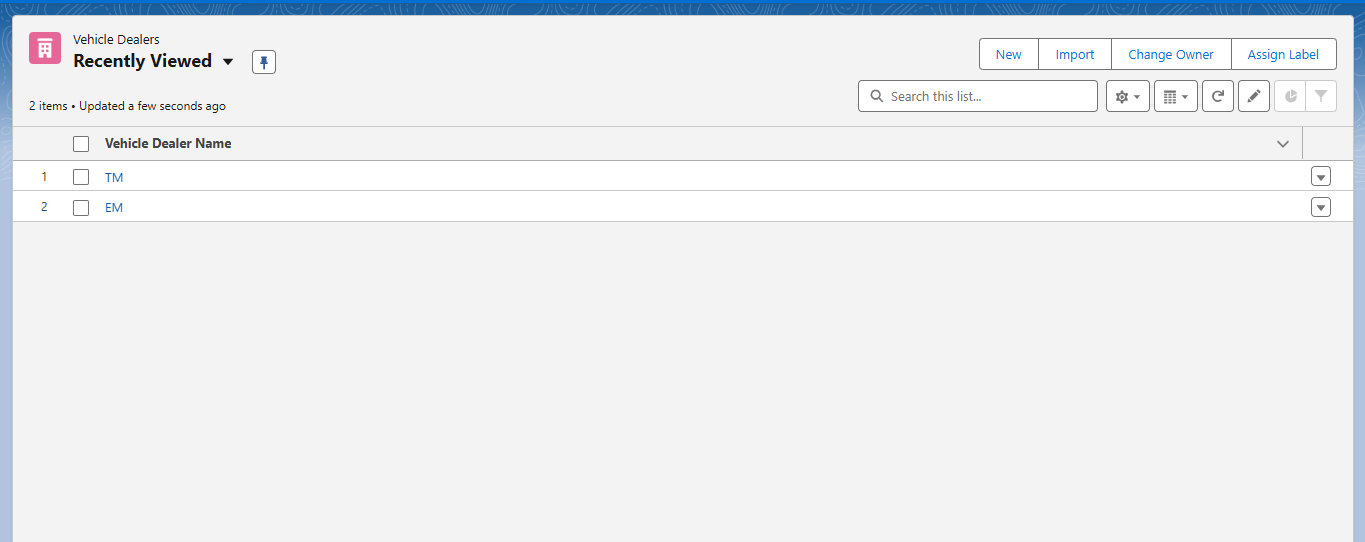 Vehicle Dealers
Recently Viewed
New Import Change Owner Assign Label
2 items • Updated a few seconds ago
Search this list...
Vehicle Dealer Name
1 TM
2 EM